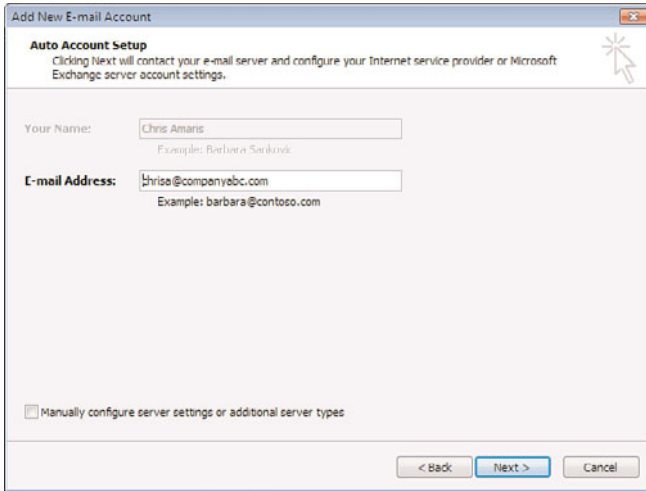 Add New E-mail Account
Auto Account Setup
Clicking Next will contact your e-mail server and configure your Internet service provider or Microsoft
Exchange server account settings.
Your Name: Chris Amaris
Example: Barbara Sankovic
E-mail Address: chrisa@companyabc.com
Example: barbara@contoso.com
Manually configure server settings or additional server types
< Back Next > Cancel